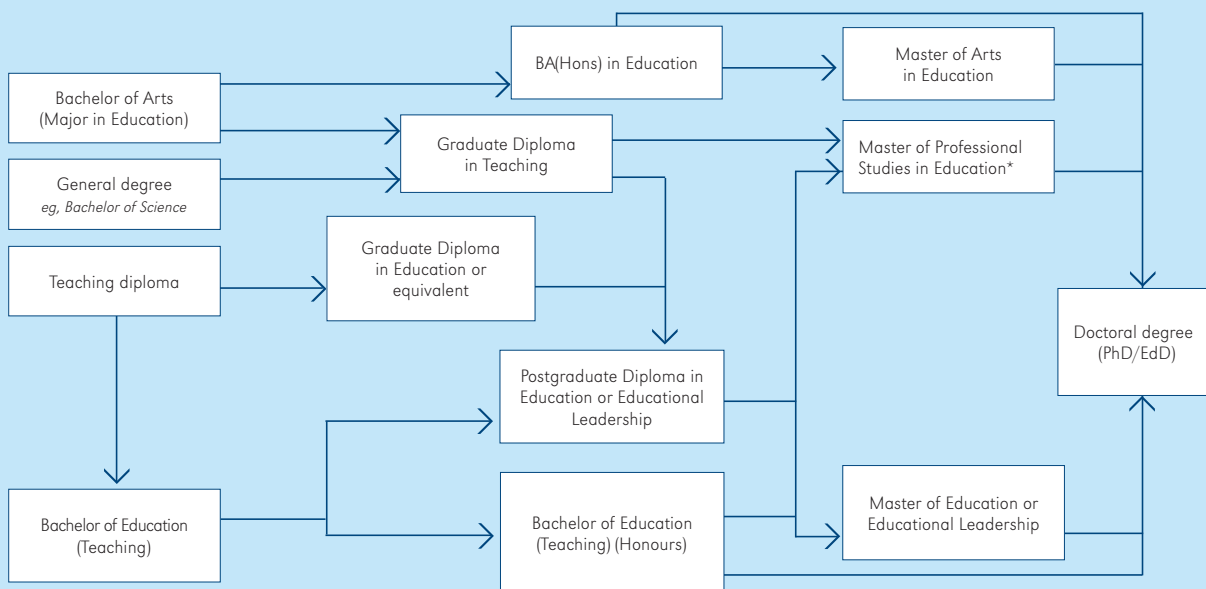 BA(Hons) in Education
Master of Arts
in Education
Bachelor of Arts
(Major in Education)
Graduate Diploma
in Teaching
Master of Professional
Studies in Education*
General degree
eg, Bachelor of Science
Teaching diploma
Graduate Diploma
in Education or
equivalent
Doctoral degree
(PhD/EdD)
Postgraduate Diploma in
Education or Educational
Leadership
Bachelor of Education
(Teaching)
Bachelor of Education
(Teaching) (Honours)
Master of Education or
Educational Leadership